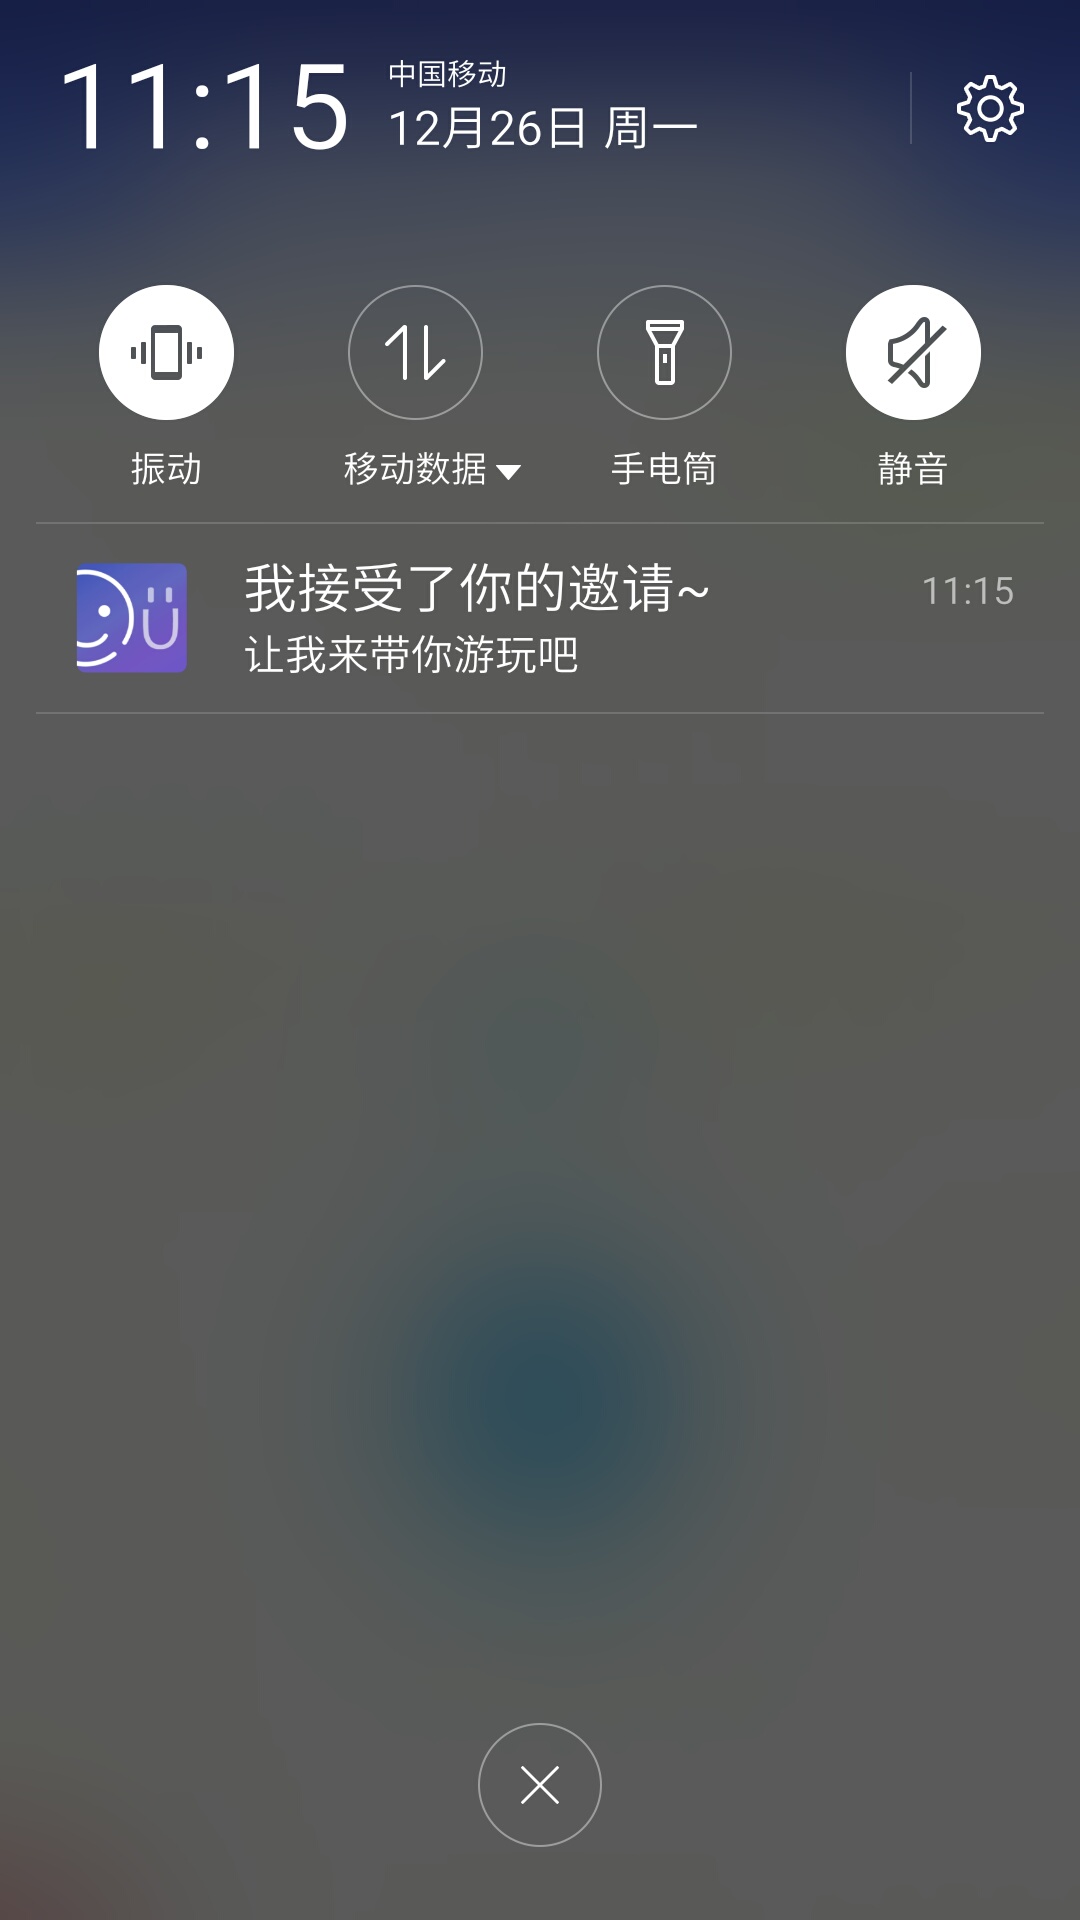 11:15
中国移动
12月26日 周一
振动
移动数据
手电筒
静音
我接受了你的邀请~
11:15
让我来带你游玩吧